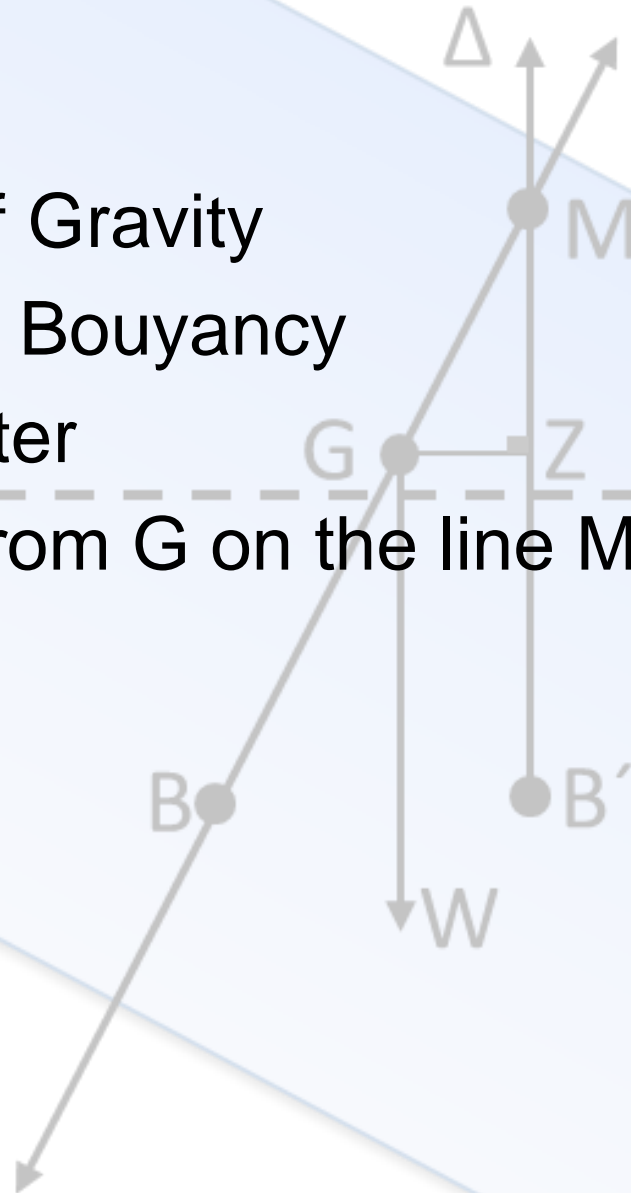 Δ
f Gravity
M
Bouyancy
ter
G Z
rom G on the line M
B B´
W